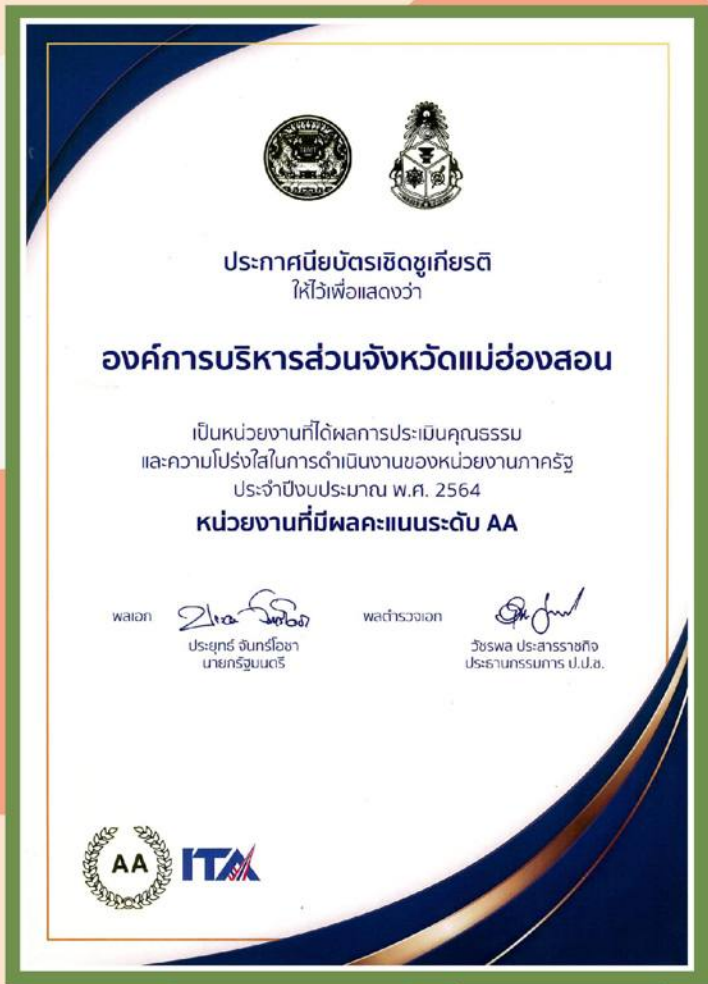 ประกาศนียบัตรเชิดชูเกียรติ
ให้ไว้เพื่อแสดงว่า
องค์การบริหารส่วนจังหวัดแม่ฮ่องสอน
เป็นหน่วยงานที่ได้ผลการประเมินคุณธรรม
และความโปร่งใสในการดำเนินงานของหน่วยงานภาครัฐ
ประจำปีงบประมาณ พ.ศ. 2564
หน่วยงานที่มีผลคะแนนระดับ AA
พลเอก
ประยุทธ์ จันทร์โอชา
นายกรัฐมนตรี
พลตำรวจเอก
วัชรพล ประสารราชกิจ
ประธานกรรมการ ป.ป.ช.
AA
ITA